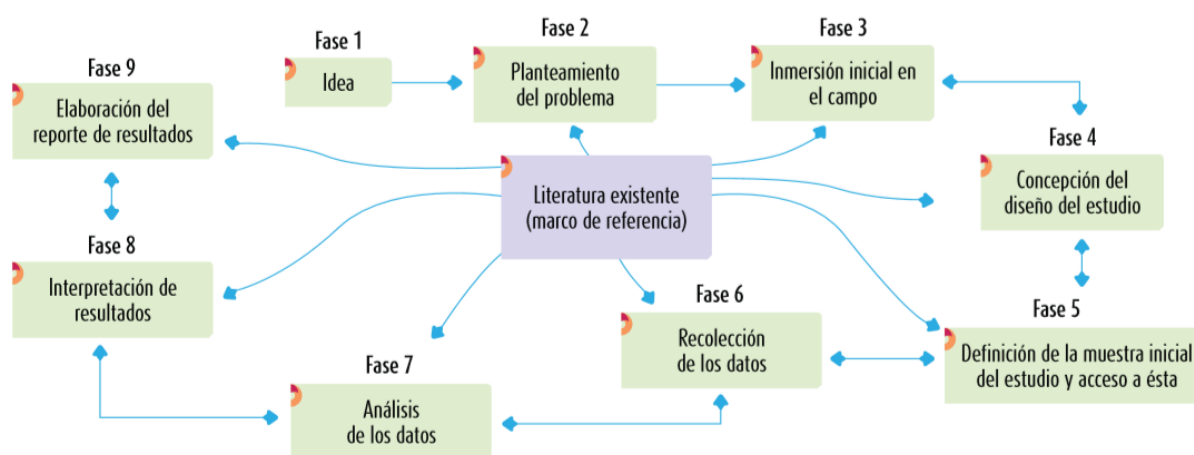 Fase 1
Idea
Fase 2
Planteamiento
del problema
Fase 3
Inmersión inicial en
el campo
Fase 4
Concepción del
diseño del estudio
Fase 5
Definición de la muestra inicial
del estudio y acceso a ésta
Fase 6
Recolección
de los datos
Fase 7
Análisis
de los datos
Fase 8
Interpretación de
resultados
Fase 9
Elaboración del
reporte de resultados
Literatura existente
(marco de referencia)